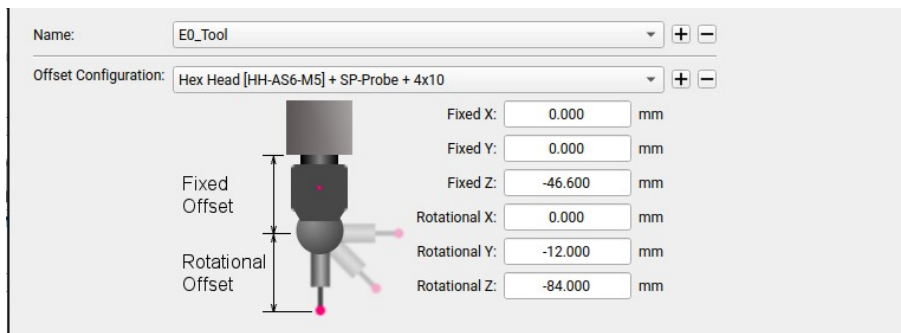 Name: E0_Tool
Offset Configuration: Hex Head [HH-AS6-M5] + SP-Probe + 4x10
Fixed X: 0.000 mm
Fixed Y: 0.000 mm
Fixed Z: -46.600 mm
Rotational X: 0.000 mm
Rotational Y: -12.000 mm
Rotational Z: -84.000 mm
Fixed
Offset
Rotational
Offset